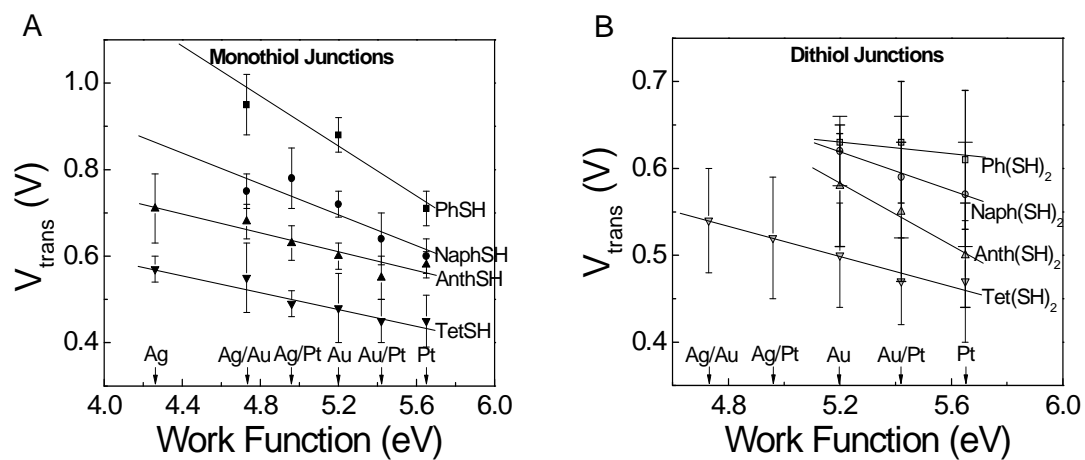 A
Monothiol Junctions
1.0
0.8
0.6
0.4
V_trans (V)
PhSH
NaphSH
AnthSH
TetSH
Ag
Ag/Au
Ag/Pt
Au
Au/Pt
Pt
4.0 4.4 4.8 5.2 5.6 6.0
Work Function (eV)
B
Dithiol Junctions
0.7
0.6
0.5
0.4
V_trans (V)
Ph(SH)₂
Naph(SH)₂
Anth(SH)₂
Tet(SH)₂
Ag/Au
Ag/Pt
Au
Au/Pt
Pt
4.8 5.2 5.6 6.0
Work Function (eV)